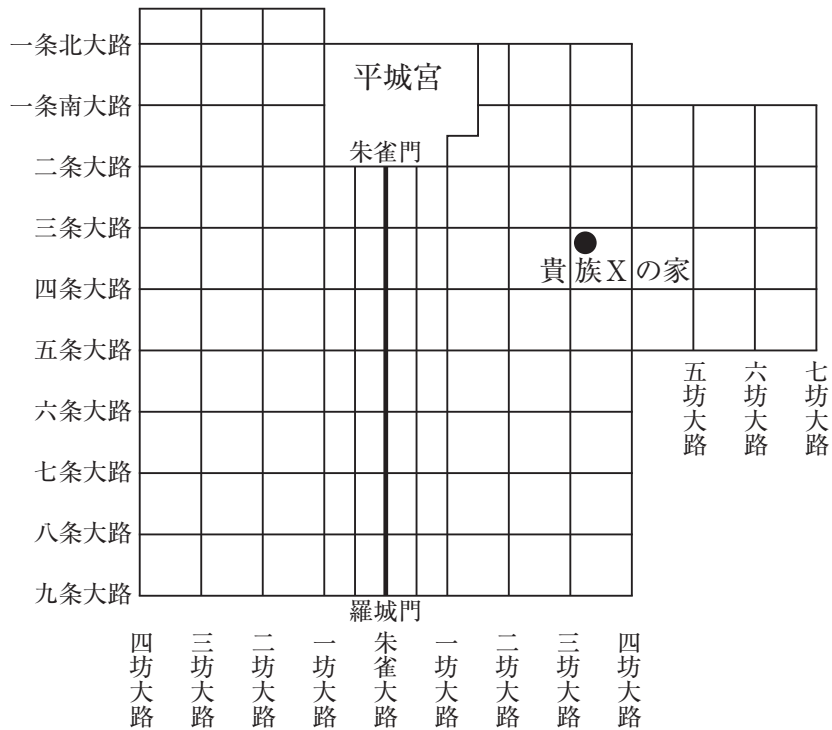 一条北大路
平城宮
一条南大路
朱雀門
二条大路
三条大路
貴族Xの家
四条大路
五条大路
五坊大路
六坊大路
七坊大路
六条大路
七条大路
八条大路
九条大路
羅城門
四坊大路
三坊大路
二坊大路
一坊大路
朱雀大路
一坊大路
二坊大路
三坊大路
四坊大路